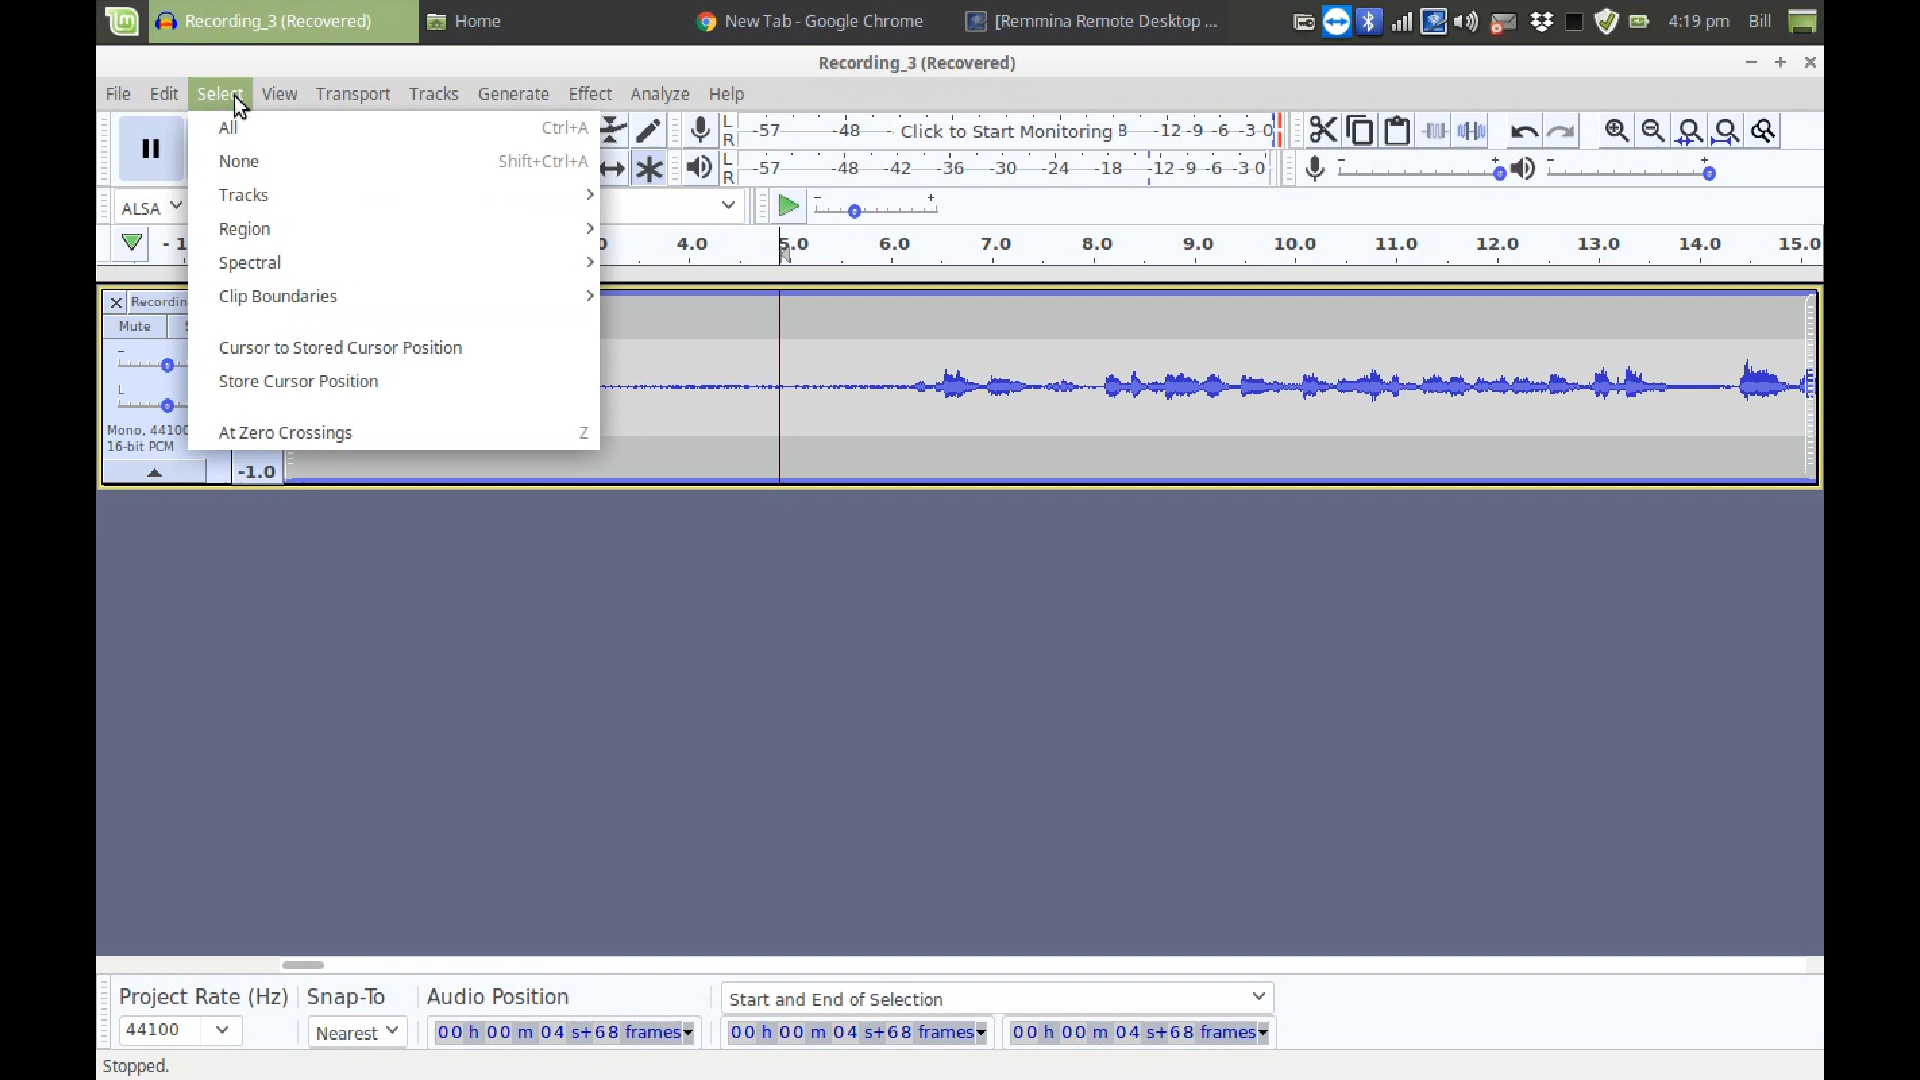 Recording_3 (Recovered)
Home
New Tab - Google Chrome
[Remmina Remote Desktop ...
4:19 pm
Bill
Recording_3 (Recovered)
File Edit Select View Transport Tracks Generate Effect Analyze Help
All Ctrl+A
None Shift+Ctrl+A
Tracks
Region
Spectral
Clip Boundaries
Cursor to Stored Cursor Position
Store Cursor Position
At Zero Crossings Z
L
R
-57 -48 - Click to Start Monitoring 8 -12 -9 -6 -3 0
L
R
-57 -48 -42 -36 -30 -24 -18 -12 -9 -6 -3 0
- +
- +
ALSA
- +
- 1 0 4.0 5.0 6.0 7.0 8.0 9.0 10.0 11.0 12.0 13.0 14.0 15.0
Recordin
Mute S
-
L
Mono, 44100
16-bit PCM
-1.0
Project Rate (Hz) Snap-To Audio Position Start and End of Selection
44100 Nearest 00 h 00 m 04 s+68 frames 00 h 00 m 04 s+68 frames 00 h 00 m 04 s+68 frames
Stopped.